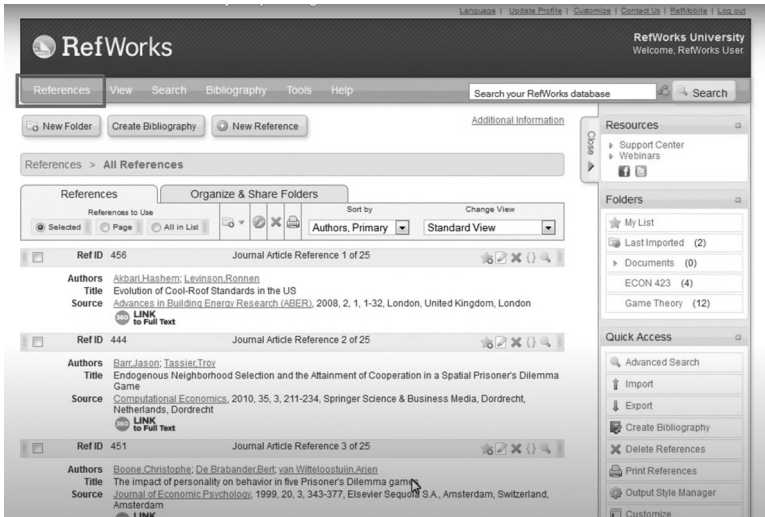 Language | Update Profile | Customize | Contact Us | RefMobile | Log out
RefWorks
RefWorks University
Welcome, RefWorks User.
References View Search Bibliography Tools Help
Search your RefWorks database
Search
New Folder
Create Bibliography
New Reference
Additional Information
Close
References > All References
References
Organize & Share Folders
References to Use
Selected
Page
All in List
Sort by
Authors, Primary
Change View
Standard View
Ref ID 456 Journal Article Reference 1 of 25
Authors Akbari,Hashem; Levinson,Ronnen
Title Evolution of Cool-Roof Standards in the US
Source Advances in Building Energy Research (ABER), 2008, 2, 1, 1-32, London, United Kingdom, London
360 LINK
to Full Text
Ref ID 444 Journal Article Reference 2 of 25
Authors Barr,Jason; Tassier,Troy
Title Endogenous Neighborhood Selection and the Attainment of Cooperation in a Spatial Prisoner's Dilemma
Game
Source Computational Economics, 2010, 35, 3, 211-234, Springer Science & Business Media, Dordrecht,
Netherlands, Dordrecht
360 LINK
to Full Text
Ref ID 451 Journal Article Reference 3 of 25
Authors Boone,Christophe; De Brabander,Bert; van Witteloostuijn,Arjen
Title The impact of personality on behavior in five Prisoner's Dilemma games
Source Journal of Economic Psychology, 1999, 20, 3, 343-377, Elsevier Sequoia S.A., Amsterdam, Switzerland,
Amsterdam
LINK
Resources
Support Center
Webinars
Folders
My List
Last Imported (2)
Documents (0)
ECON 423 (4)
Game Theory (12)
Quick Access
Advanced Search
Import
Export
Create Bibliography
Delete References
Print References
Output Style Manager
Customize